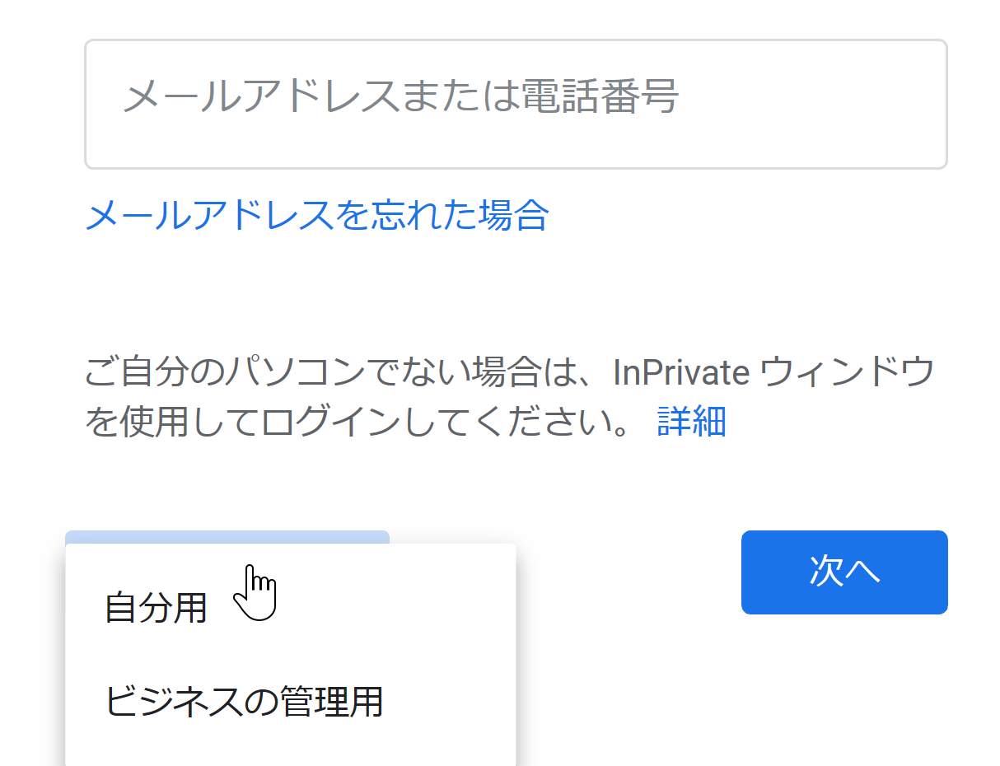 メールアドレスまたは電話番号
メールアドレスを忘れた場合
ご自分のパソコンでない場合は、InPrivate ウィンドウ
を使用してログインしてください。 詳細
次へ
自分用
ビジネスの管理用